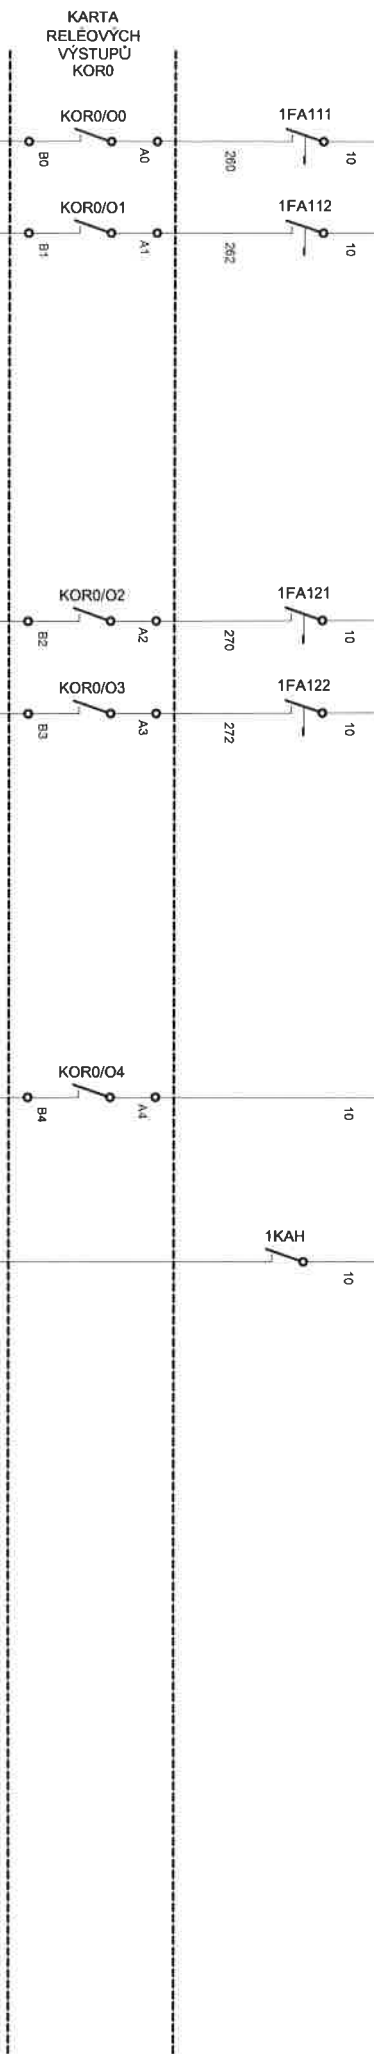 KARTA
RELÉOVÝCH
VÝSTUPŮ
KOR0
KOR0/O0
1FA111
B0
A0
260
10
KOR0/O1
1FA112
B1
A1
262
10
KOR0/O2
1FA121
B2
A2
270
10
KOR0/O3
1FA122
B3
A3
272
10
KOR0/O4
B4
A4
10
1KAH
10